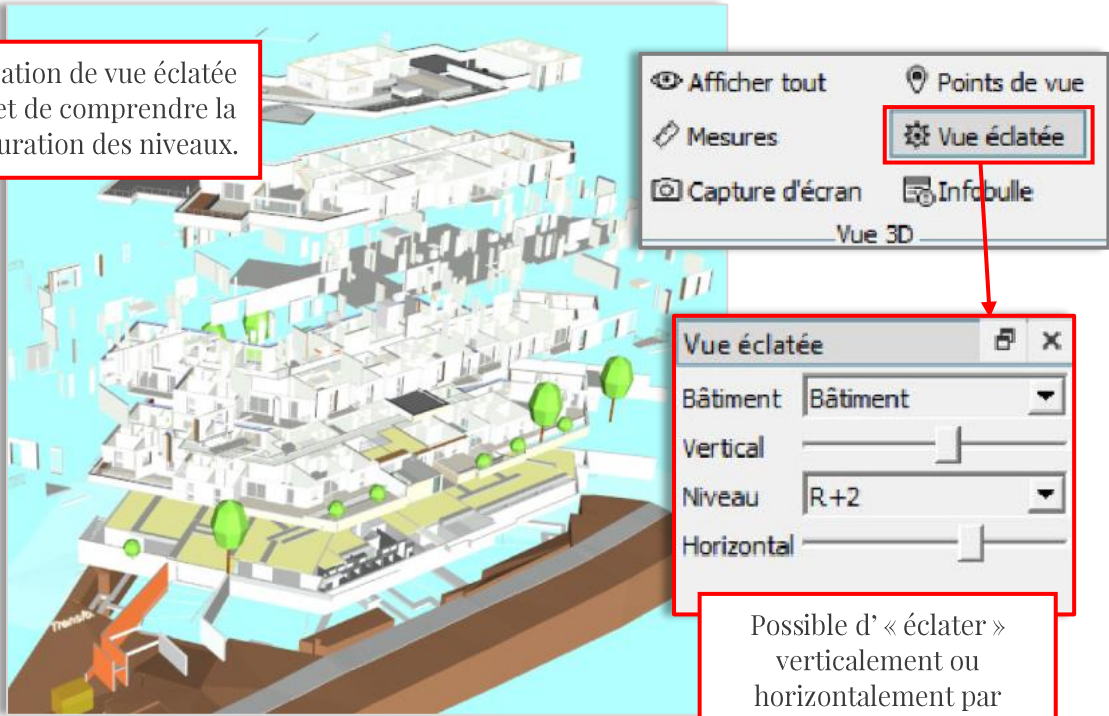 ation de vue éclatée
et de comprendre la
uration des niveaux.
Afficher tout
Points de vue
Mesures
Vue éclatée
Capture d'écran
Infobulle
Vue 3D
Vue éclatée
Bâtiment Bâtiment
Vertical
Niveau R+2
Horizontal
Possible d' « éclater »
verticalement ou
horizontalement par